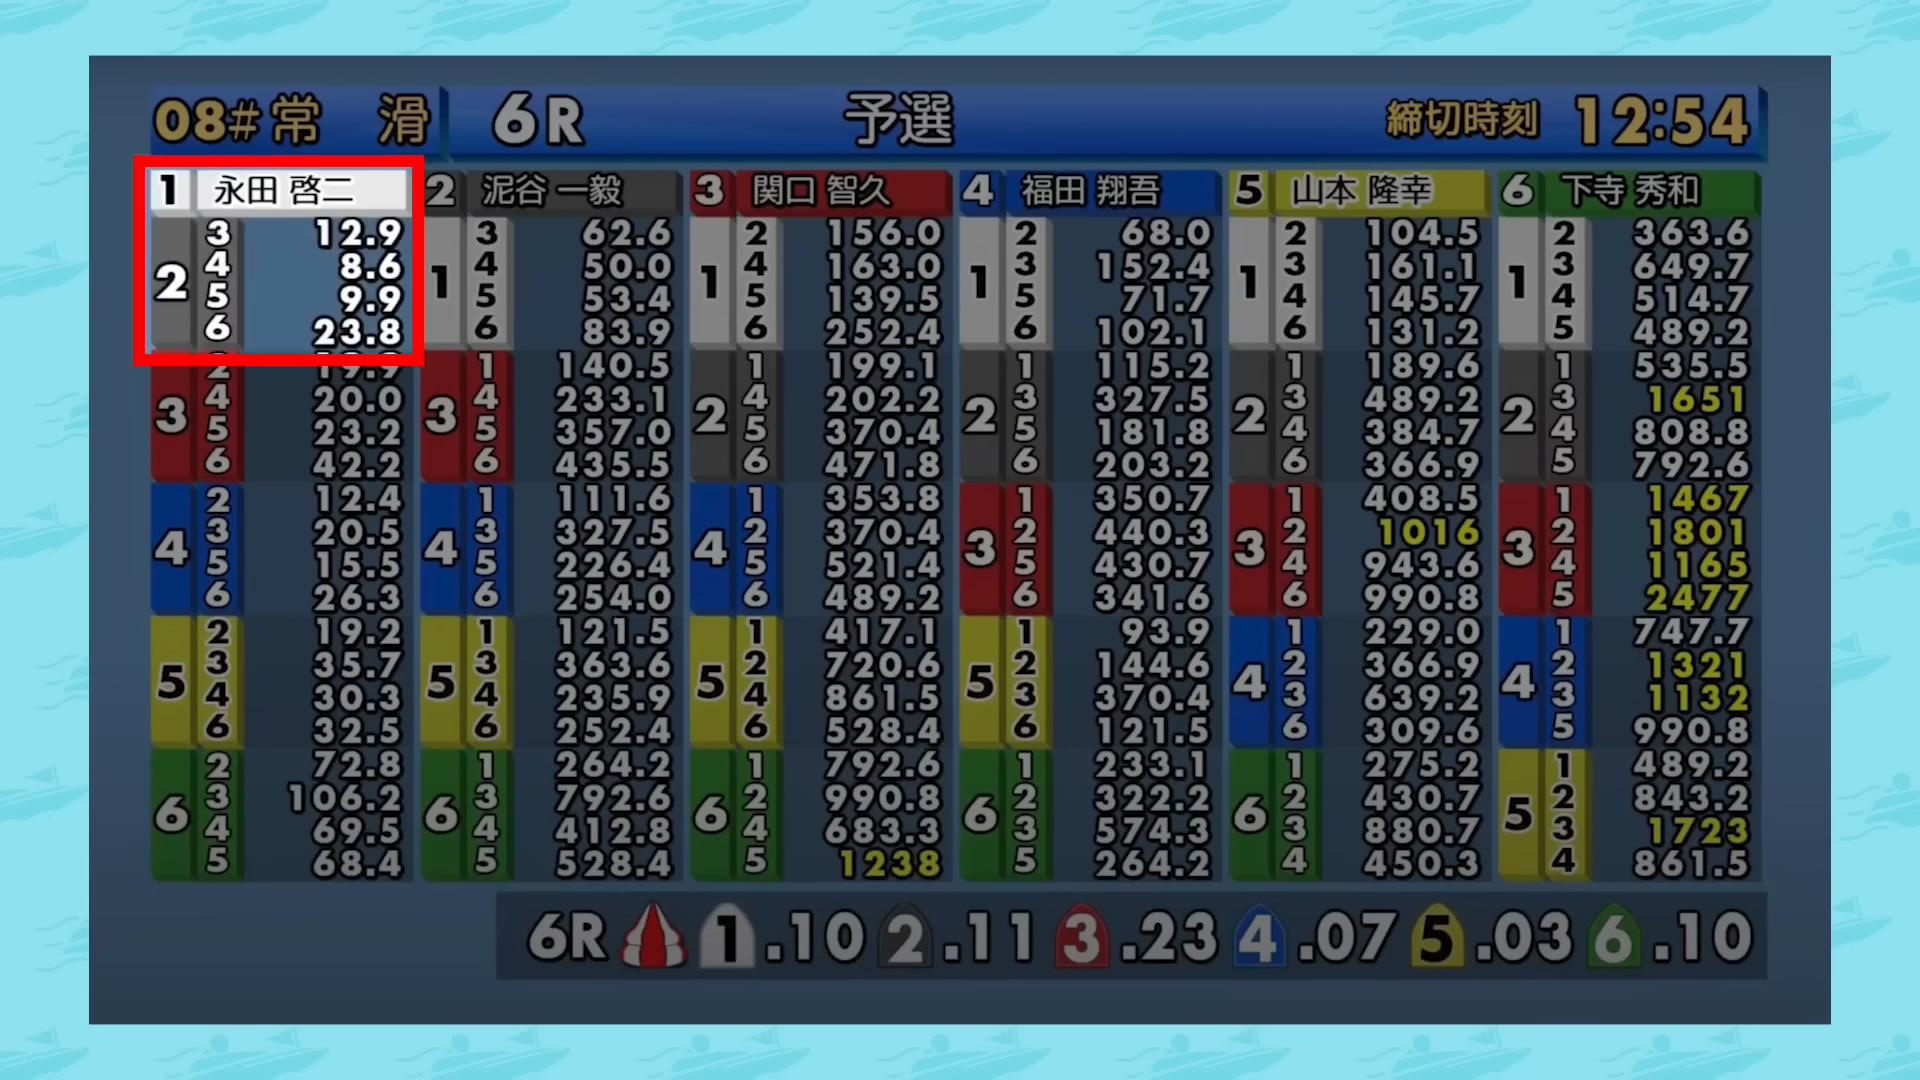 08#常 滑 6R 予選 締切時刻 12:54
1 永田 啓二 2 泥谷 一毅 3 関口 智久 4 福田 翔吾 5 山本 隆幸 6 下寺 秀和
2 3 12.9 1 3 62.6 1 2 156.0 1 2 68.0 1 2 104.5 1 2 363.6
4 8.6 4 50.0 4 163.0 3 152.4 3 161.1 3 649.7
5 9.9 5 53.4 5 139.5 5 71.7 4 145.7 4 514.7
6 23.8 6 83.9 6 252.4 6 102.1 6 131.2 5 489.2
3 2 19.9 3 1 140.5 2 1 199.1 2 1 115.2 2 1 189.6 2 1 535.5
4 20.0 4 233.1 4 202.2 3 327.5 3 489.2 3 1651
5 23.2 5 357.0 5 370.4 5 181.8 4 384.7 4 808.8
6 42.2 6 435.5 6 471.8 6 203.2 6 366.9 5 792.6
4 2 12.4 4 1 111.6 4 1 353.8 3 1 350.7 3 1 408.5 3 1 1467
3 20.5 3 327.5 2 370.4 2 440.3 2 1016 2 1801
5 15.5 5 226.4 5 521.4 5 430.7 4 943.6 4 1165
6 26.3 6 254.0 6 489.2 6 341.6 6 990.8 5 2477
5 2 19.2 5 1 121.5 5 1 417.1 5 1 93.9 4 1 229.0 4 1 747.7
3 35.7 3 363.6 2 720.6 2 144.6 2 366.9 2 1321
4 30.3 4 235.9 4 861.5 3 370.4 3 639.2 3 1132
6 32.5 6 252.4 6 528.4 6 121.5 6 309.6 5 990.8
6 2 72.8 6 1 264.2 6 1 792.6 6 1 233.1 6 1 275.2 5 1 489.2
3 106.2 3 792.6 2 990.8 2 322.2 2 430.7 2 843.2
4 69.5 4 412.8 4 683.3 3 574.3 3 880.7 3 1723
5 68.4 5 528.4 5 1238 5 264.2 4 450.3 4 861.5
6R 1 .10 2 .11 3 .23 4 .07 5 .03 6 .10